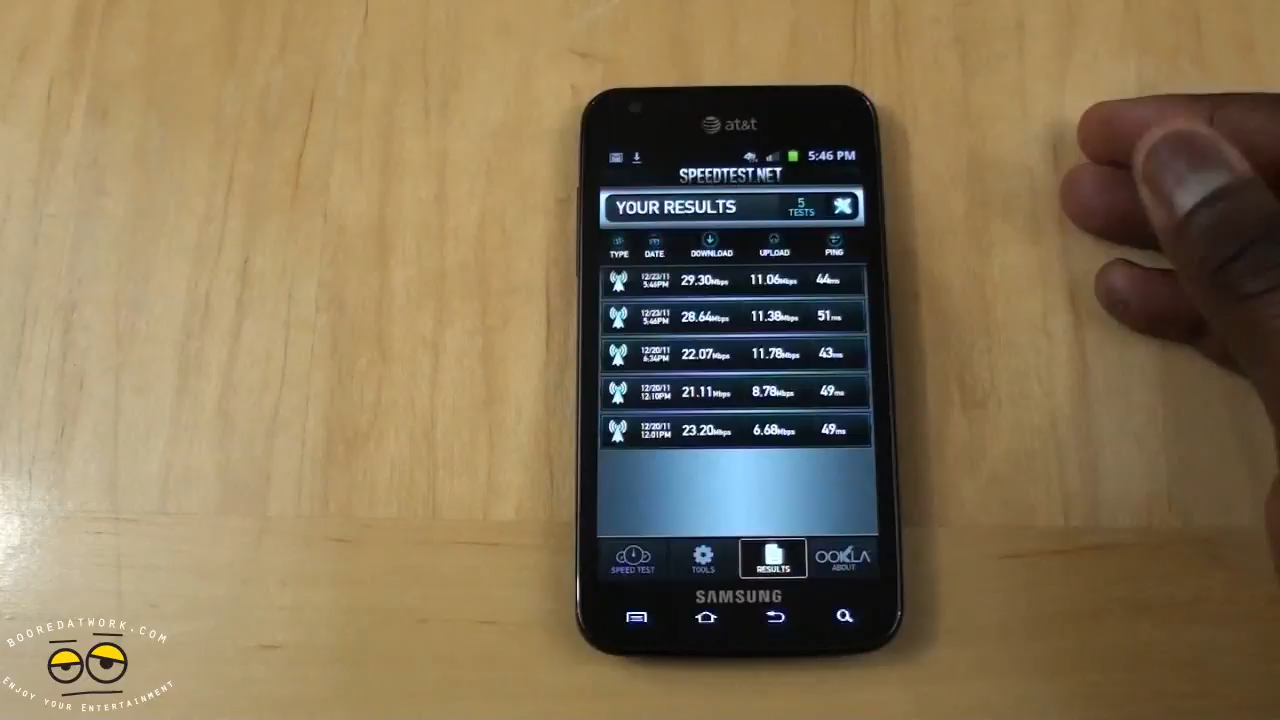 at&t
5:46 PM
SPEEDTEST.NET
YOUR RESULTS 5 TESTS
TYPE DATE DOWNLOAD UPLOAD PING
12/23/11 5:46PM 29.30Mbps 11.06Mbps 44ms
12/23/11 5:46PM 28.64Mbps 11.38Mbps 51ms
12/20/11 6:34PM 22.07Mbps 11.78Mbps 43ms
12/20/11 12:10PM 21.11Mbps 8.78Mbps 49ms
12/20/11 12:01PM 23.20Mbps 6.68Mbps 49ms
SPEED TEST TOOLS RESULTS OOKLA ABOUT
SAMSUNG
BOOREDATWORK.COM
ENJOY YOUR ENTERTAINMENT